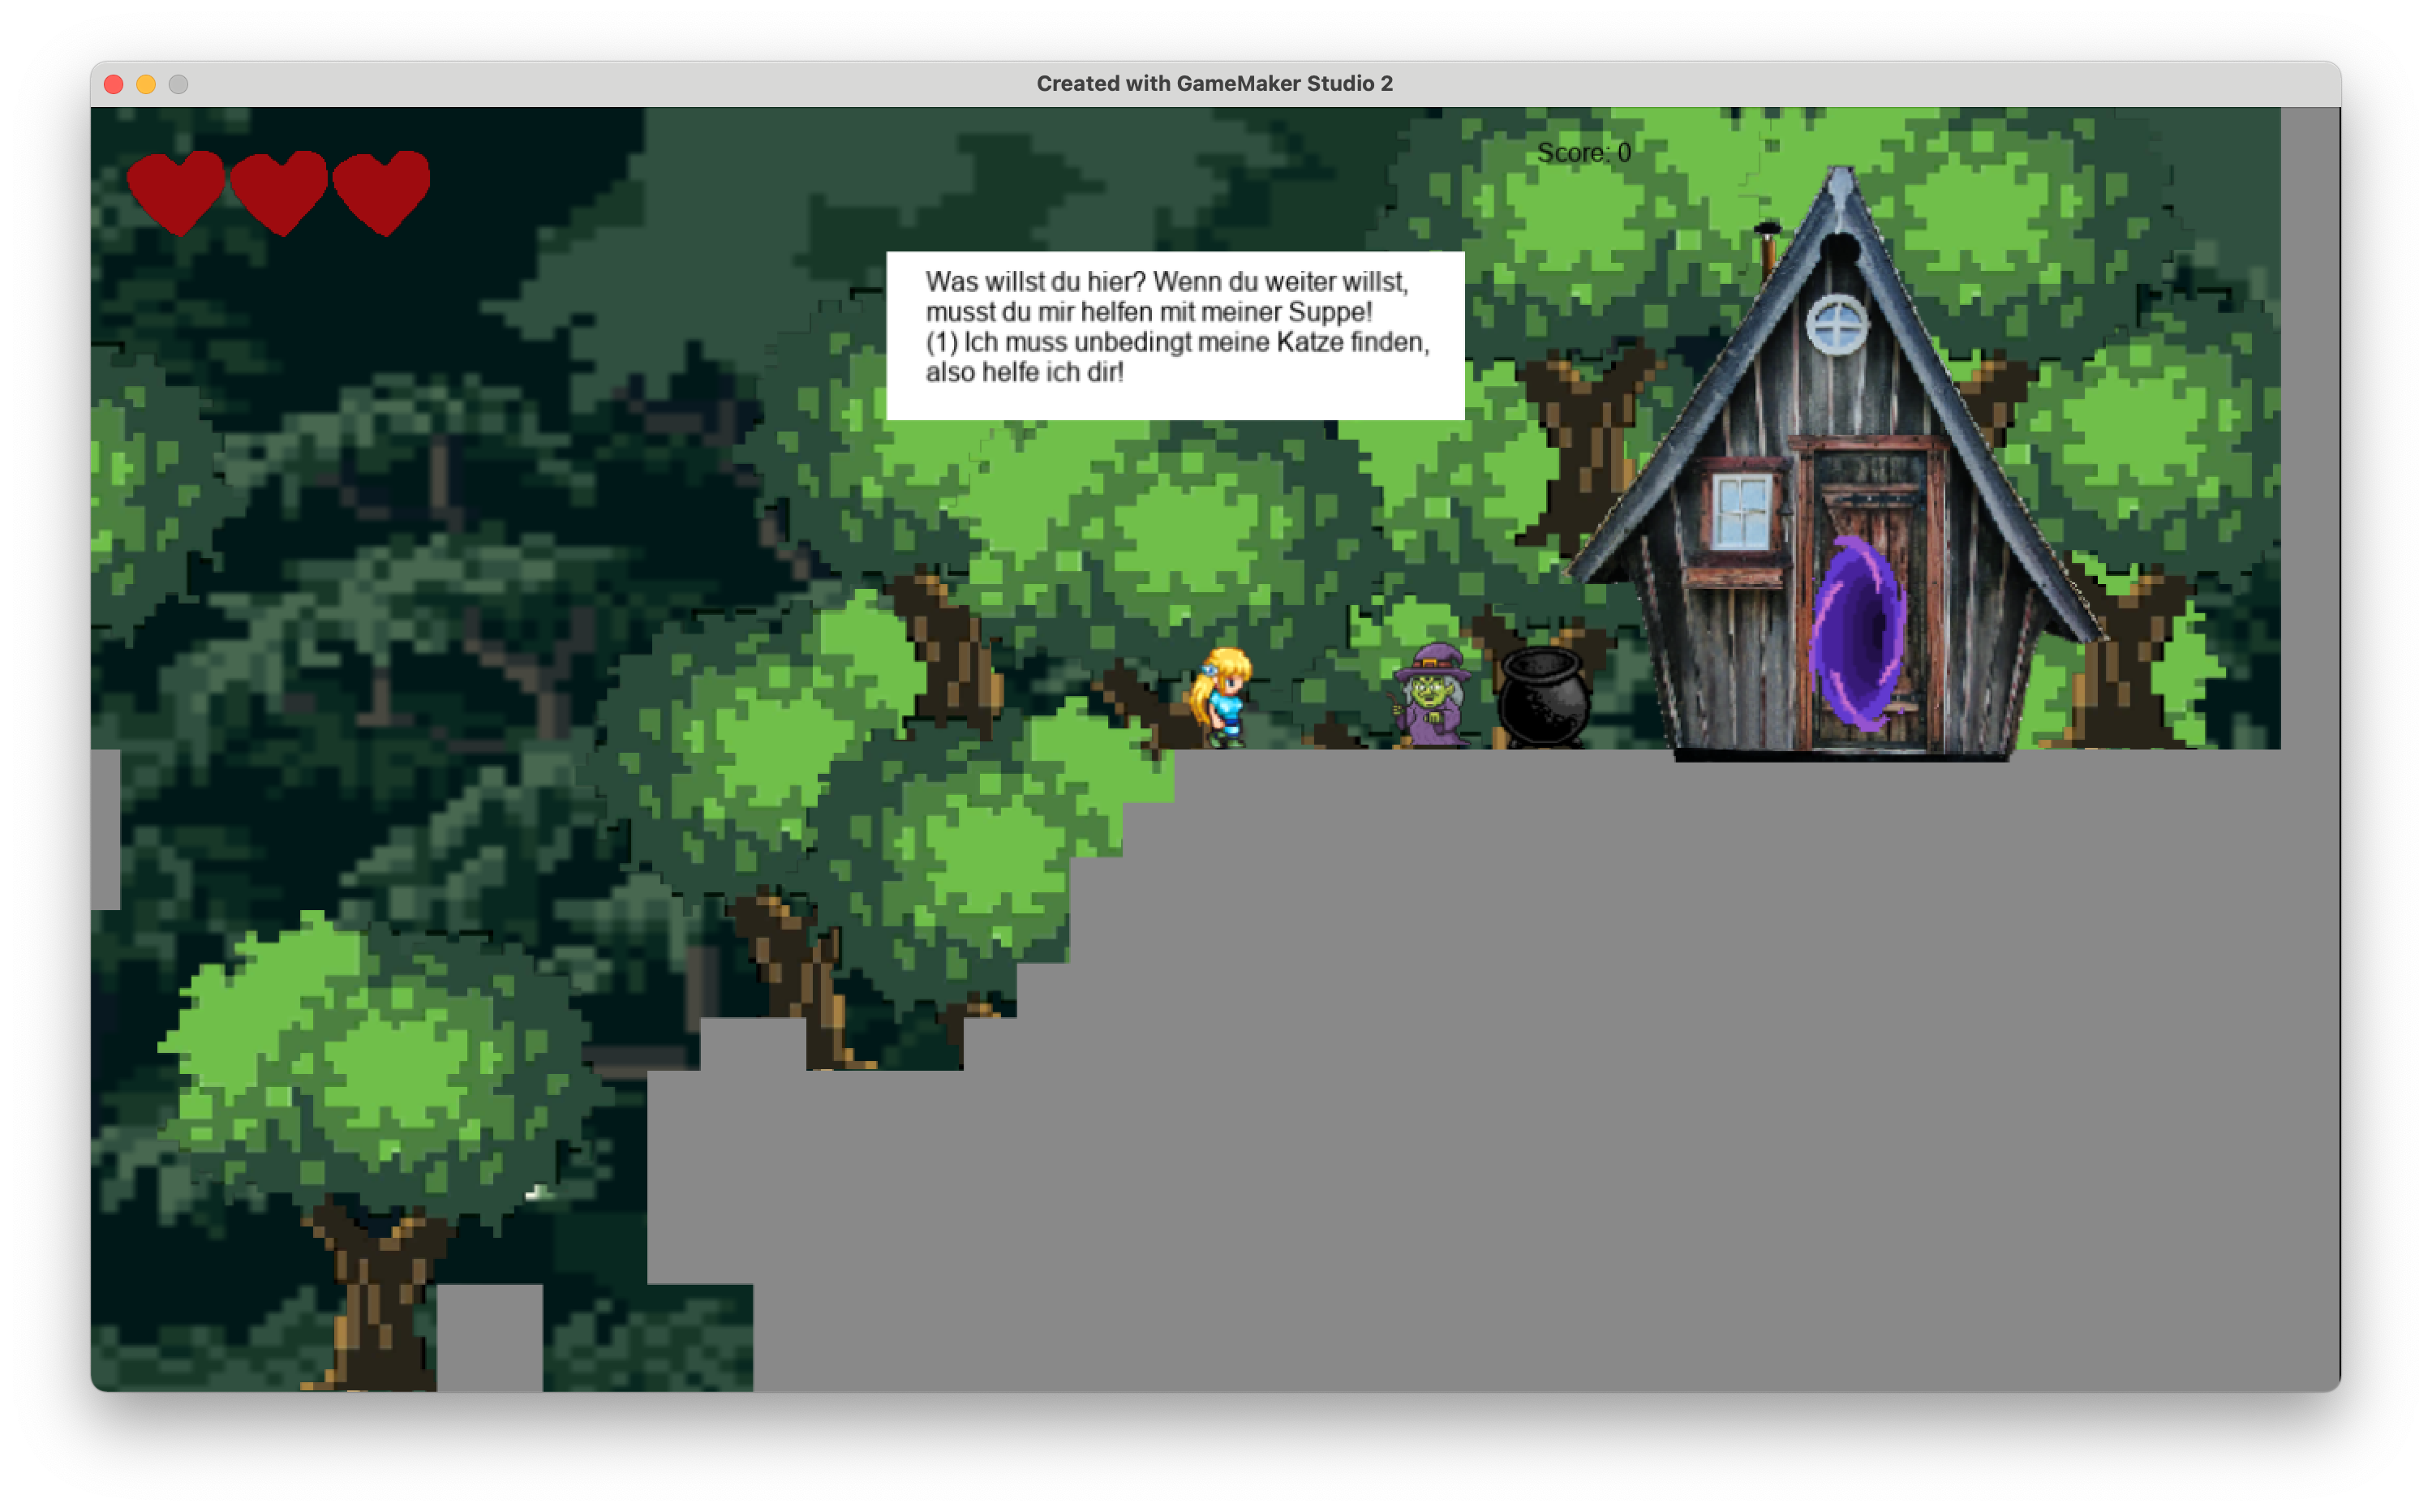 Created with GameMaker Studio 2
Score: 0
Was willst du hier? Wenn du weiter willst,
musst du mir helfen mit meiner Suppe!
(1) Ich muss unbedingt meine Katze finden,
also helfe ich dir!